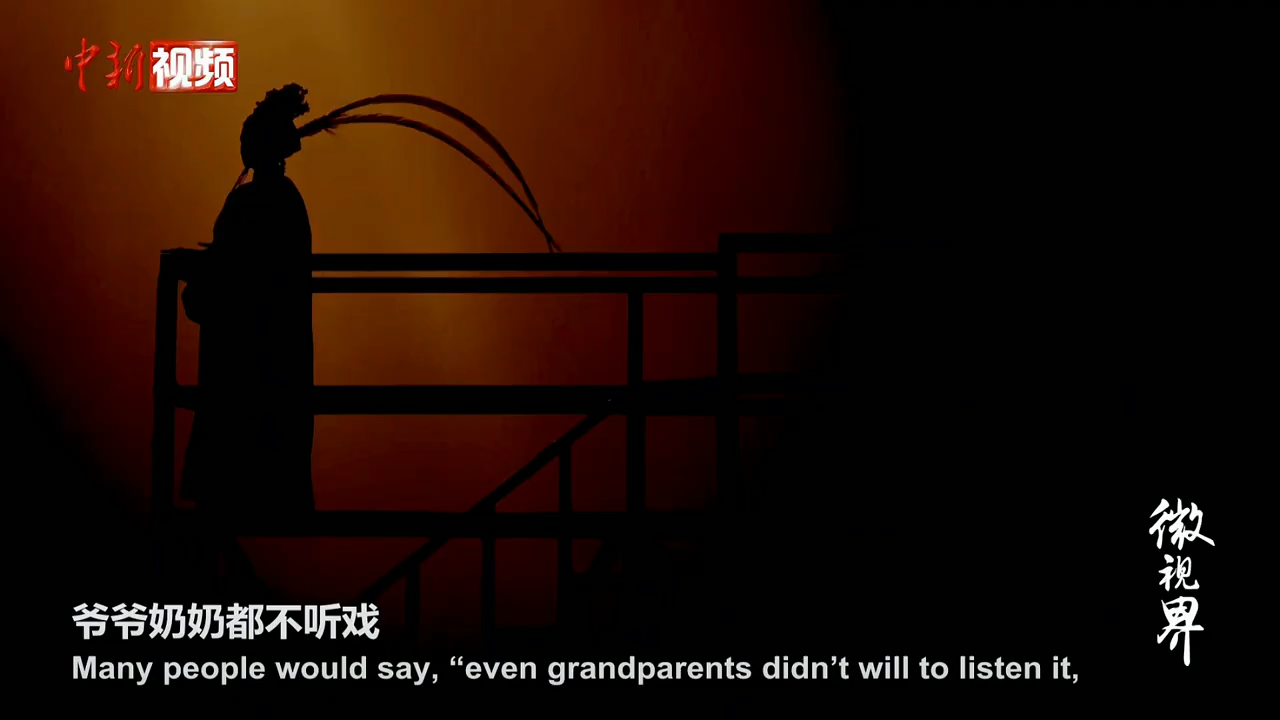 中新视频
微视界
爷爷奶奶都不听戏
Many people would say, “even grandparents didn’t will to listen it,